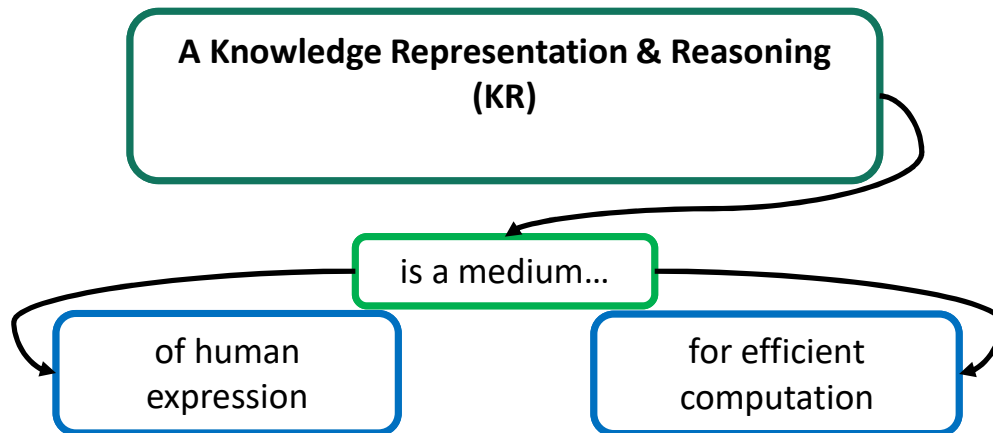 A Knowledge Representation & Reasoning
(KR)
is a medium…
of human
expression
for efficient
computation